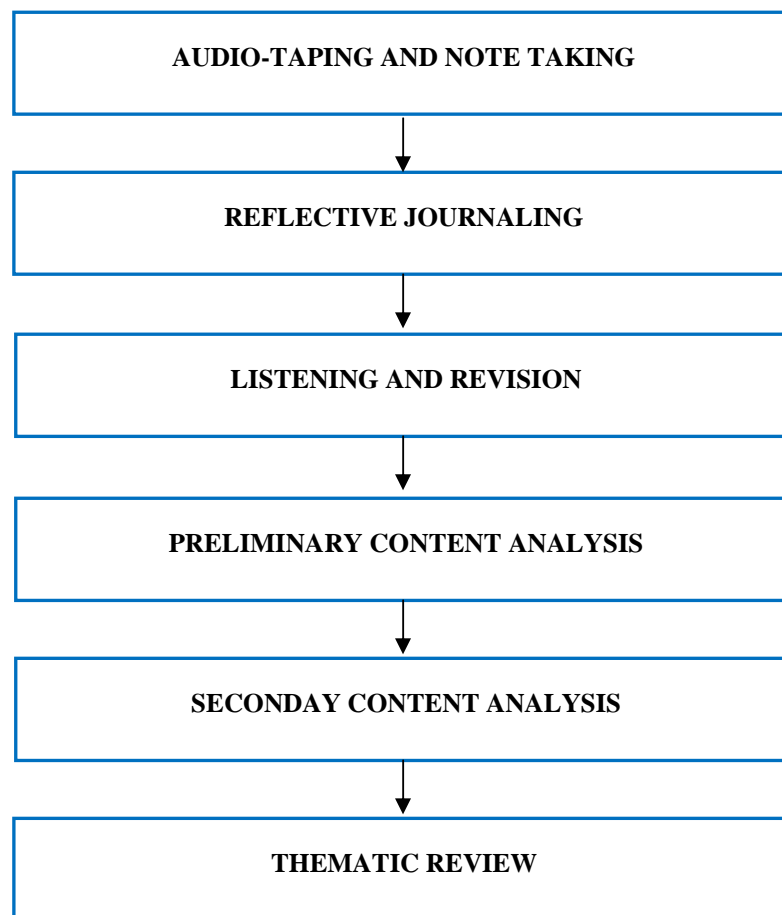 AUDIO-TAPING AND NOTE TAKING
REFLECTIVE JOURNALING
LISTENING AND REVISION
PRELIMINARY CONTENT ANALYSIS
SECONDAY CONTENT ANALYSIS
THEMATIC REVIEW